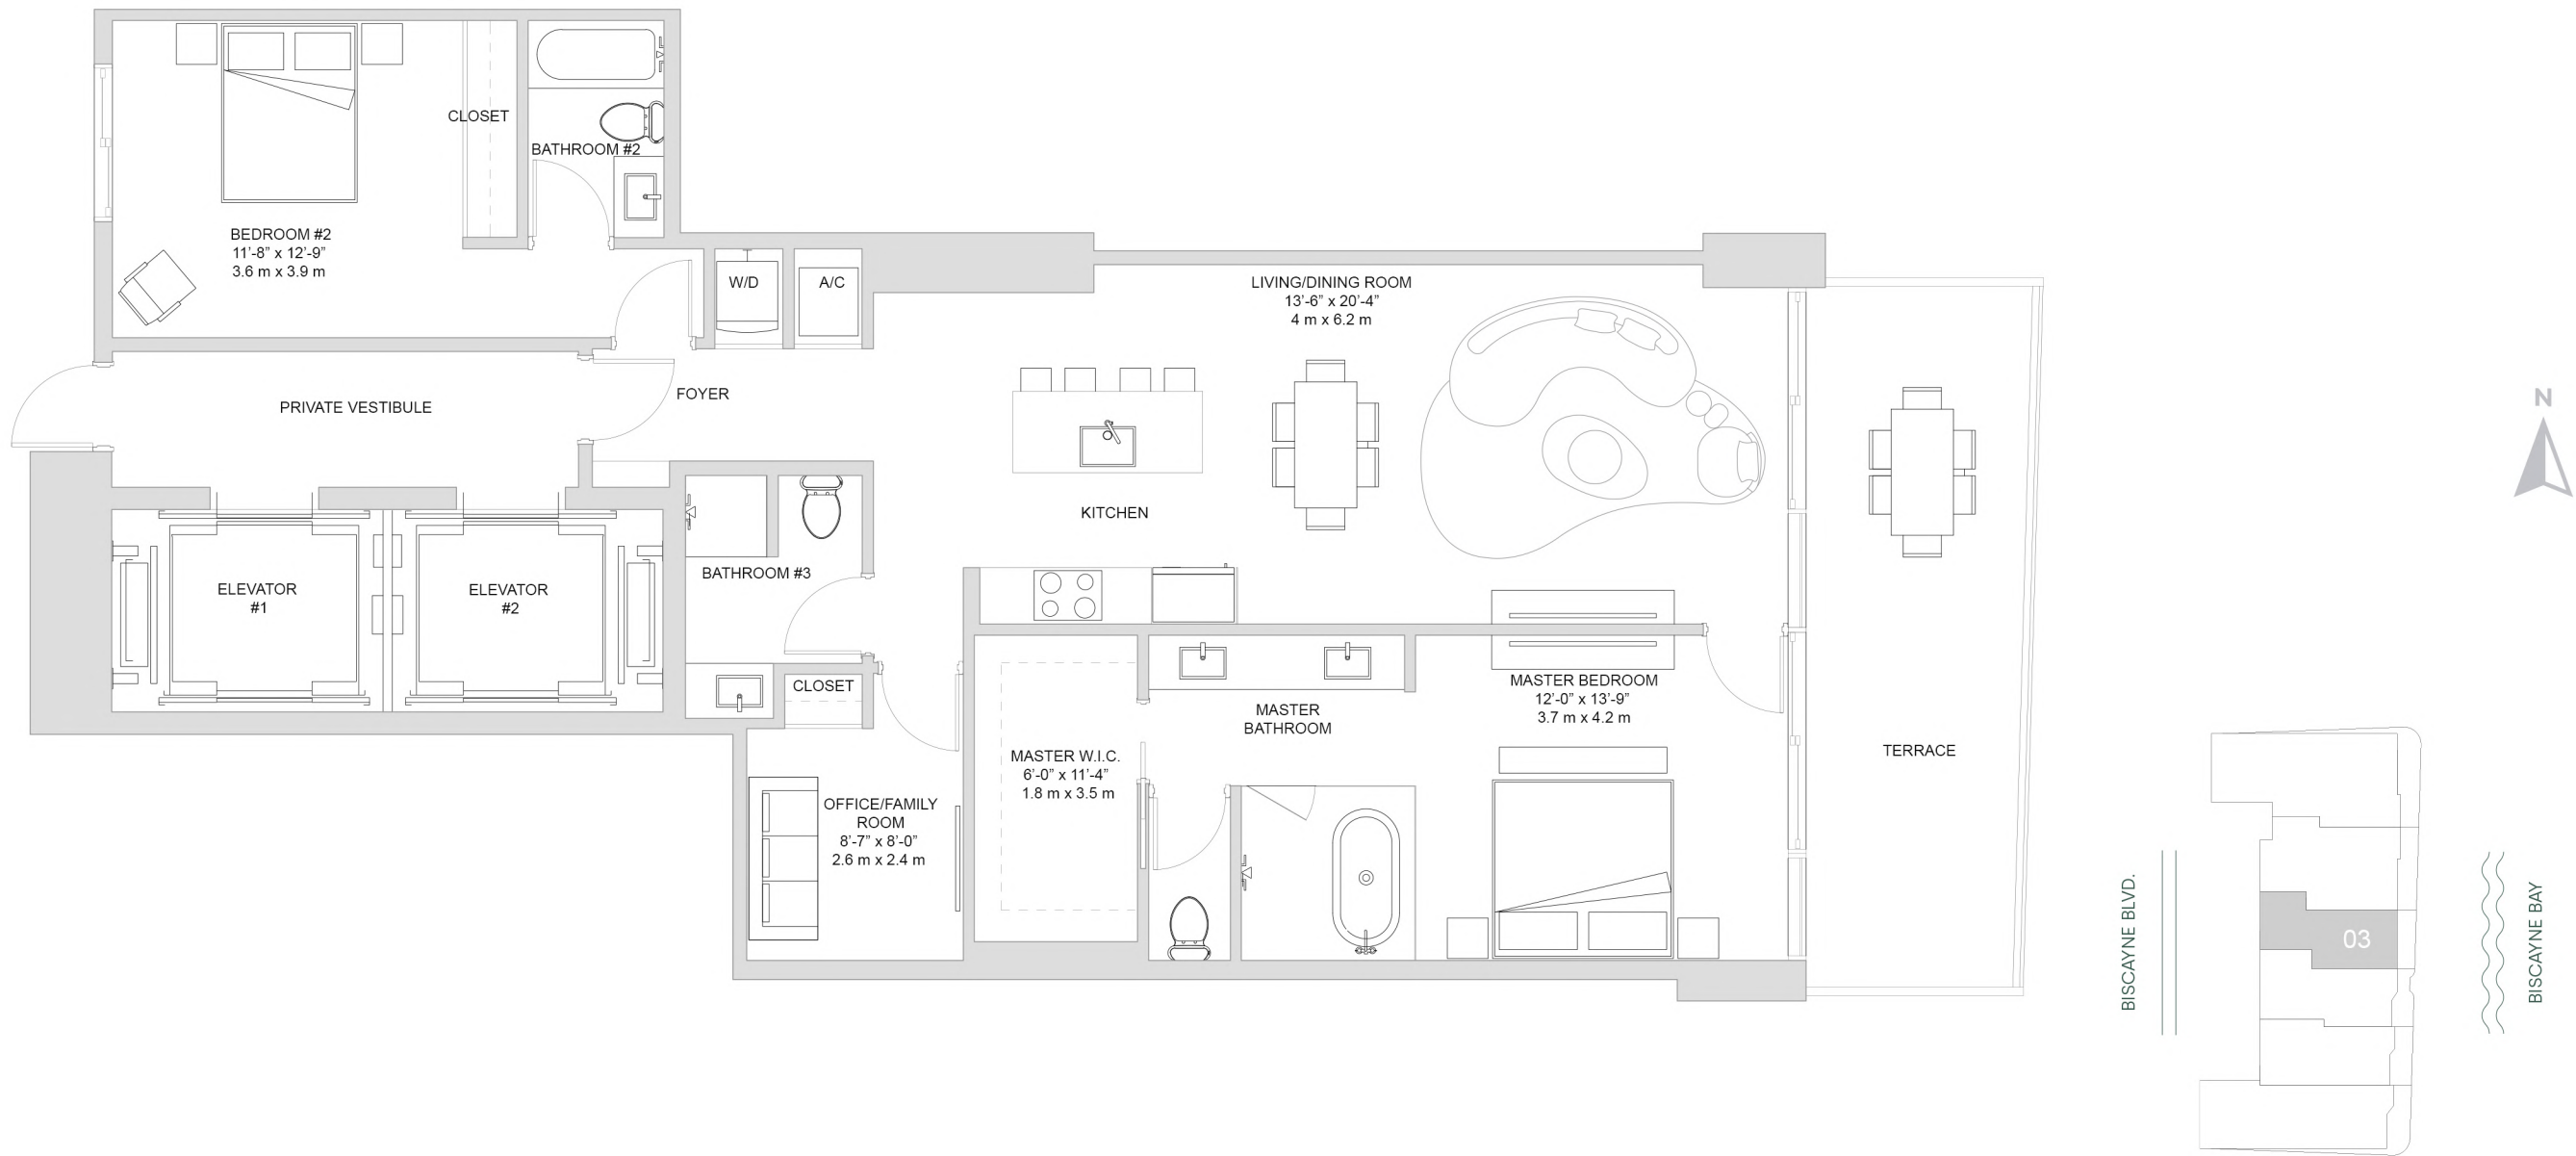 CLOSET
BATHROOM #2
BEDROOM #2
11'-8” x 12'-9”
3.6 m x 3.9 m
W/D
A/C
LIVING/DINING ROOM
13'-6” x 20'-4”
4 m x 6.2 m
FOYER
PRIVATE VESTIBULE
N
KITCHEN
BATHROOM #3
ELEVATOR
#1
ELEVATOR
#2
CLOSET
MASTER BEDROOM
12'-0” x 13'-9”
3.7 m x 4.2 m
MASTER
BATHROOM
MASTER W.I.C.
6'-0” x 11'-4”
1.8 m x 3.5 m
TERRACE
OFFICE/FAMILY
ROOM
8'-7” x 8'-0”
2.6 m x 2.4 m
BISCAYNE BLVD.
03
BISCAYNE BAY